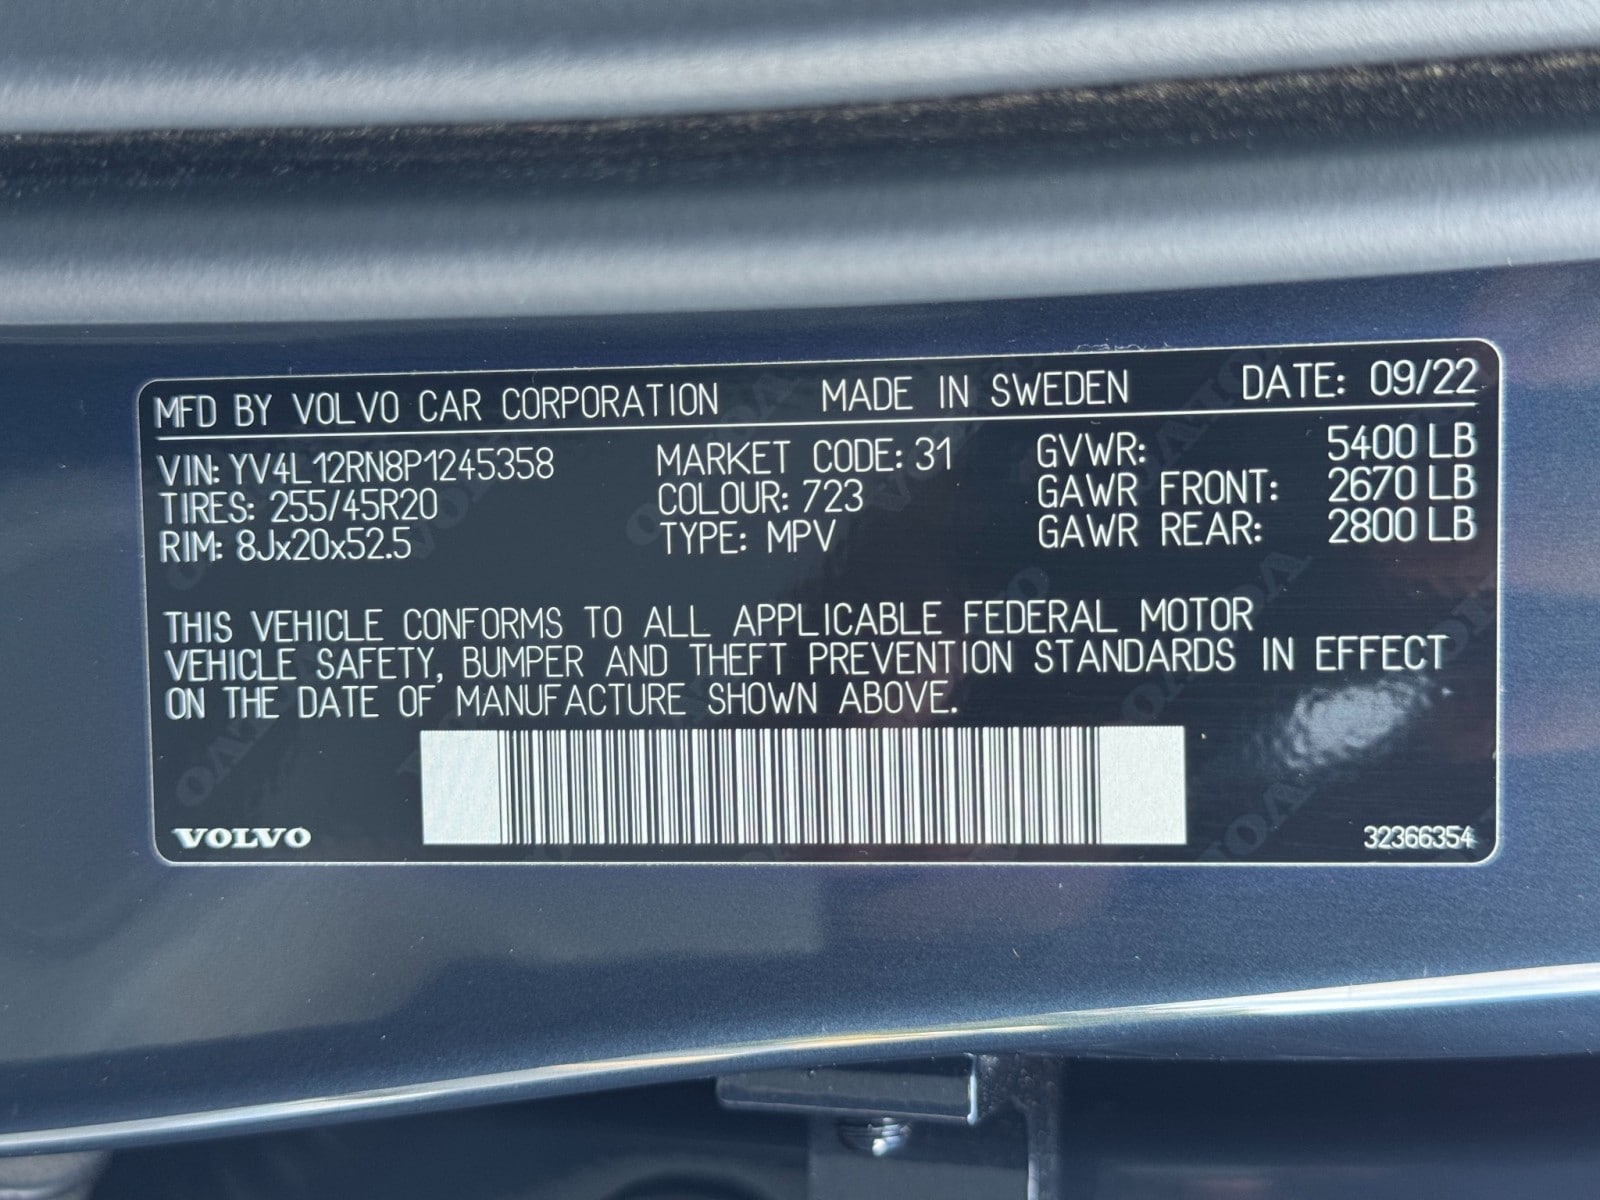 MFD BY VOLVO CAR CORPORATION MADE IN SWEDEN DATE: 09/22
VIN: YV4L12RN8P1245358 MARKET CODE: 31 GVWR: 5400 LB
TIRES: 255/45R20 COLOUR: 723 GAWR FRONT: 2670 LB
RIM: 8Jx20x52.5 TYPE: MPV GAWR REAR: 2800 LB
THIS VEHICLE CONFORMS TO ALL APPLICABLE FEDERAL MOTOR
VEHICLE SAFETY, BUMPER AND THEFT PREVENTION STANDARDS IN EFFECT
ON THE DATE OF MANUFACTURE SHOWN ABOVE.
VOLVO 32366354